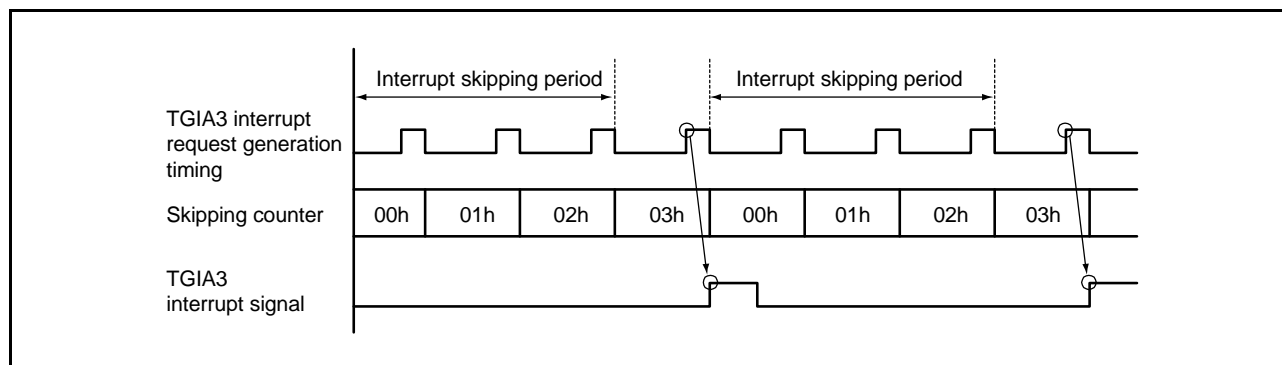 Interrupt skipping period
Interrupt skipping period
TGIA3 interrupt
request generation
timing
Skipping counter
00h
01h
02h
03h
00h
01h
02h
03h
TGIA3
interrupt signal